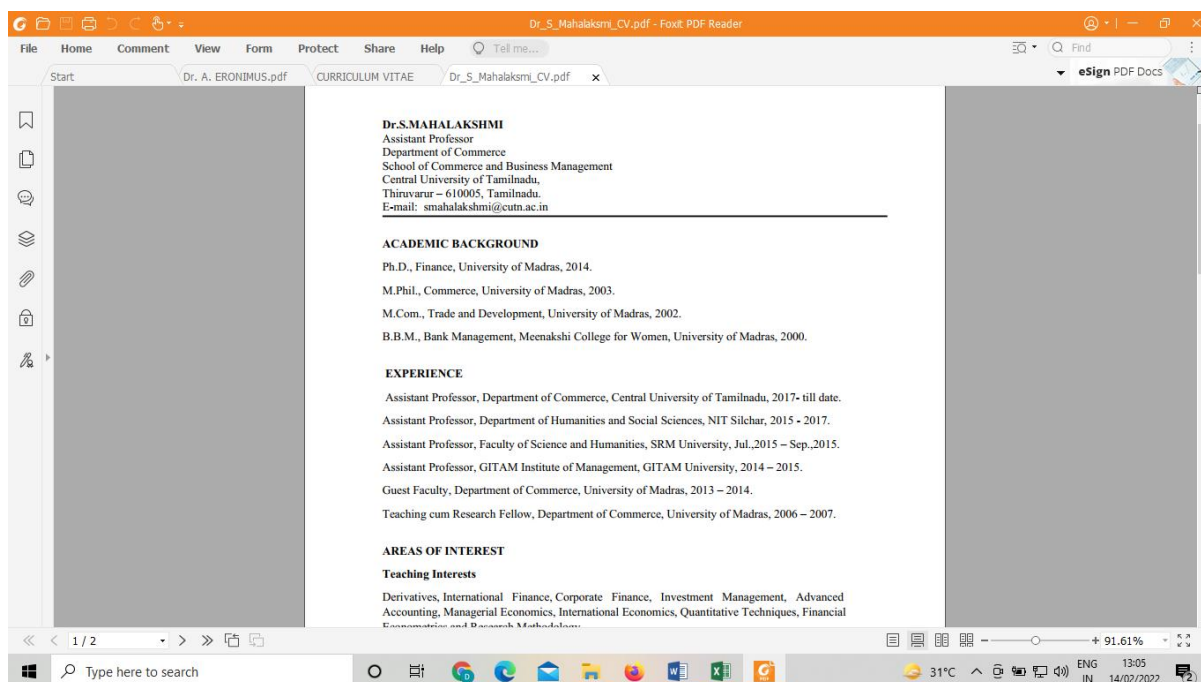 Dr_S_Mahalaksmi_CV.pdf - Foxit PDF Reader
File Home Comment View Form Protect Share Help Tell me... Find
Start Dr. A. ERONIMUS.pdf CURRICULUM VITAE Dr_S_Mahalaksmi_CV.pdf x eSign PDF Docs
Dr.S.MAHALAKSHMI
Assistant Professor
Department of Commerce
School of Commerce and Business Management
Central University of Tamilnadu,
Thiruvarur – 610005, Tamilnadu.
E-mail: smahalakshmi@cutn.ac.in
ACADEMIC BACKGROUND
Ph.D., Finance, University of Madras, 2014.
M.Phil., Commerce, University of Madras, 2003.
M.Com., Trade and Development, University of Madras, 2002.
B.B.M., Bank Management, Meenakshi College for Women, University of Madras, 2000.
EXPERIENCE
Assistant Professor, Department of Commerce, Central University of Tamilnadu, 2017- till date.
Assistant Professor, Department of Humanities and Social Sciences, NIT Silchar, 2015 - 2017.
Assistant Professor, Faculty of Science and Humanities, SRM University, Jul.,2015 – Sep.,2015.
Assistant Professor, GITAM Institute of Management, GITAM University, 2014 – 2015.
Guest Faculty, Department of Commerce, University of Madras, 2013 – 2014.
Teaching cum Research Fellow, Department of Commerce, University of Madras, 2006 – 2007.
AREAS OF INTEREST
Teaching Interests
Derivatives, International Finance, Corporate Finance, Investment Management, Advanced
Accounting, Managerial Economics, International Economics, Quantitative Techniques, Financial
Econometrics and Research Methodology
1 / 2 91.61%
Type here to search 31°C ENG 13:05
IN 14/02/2022